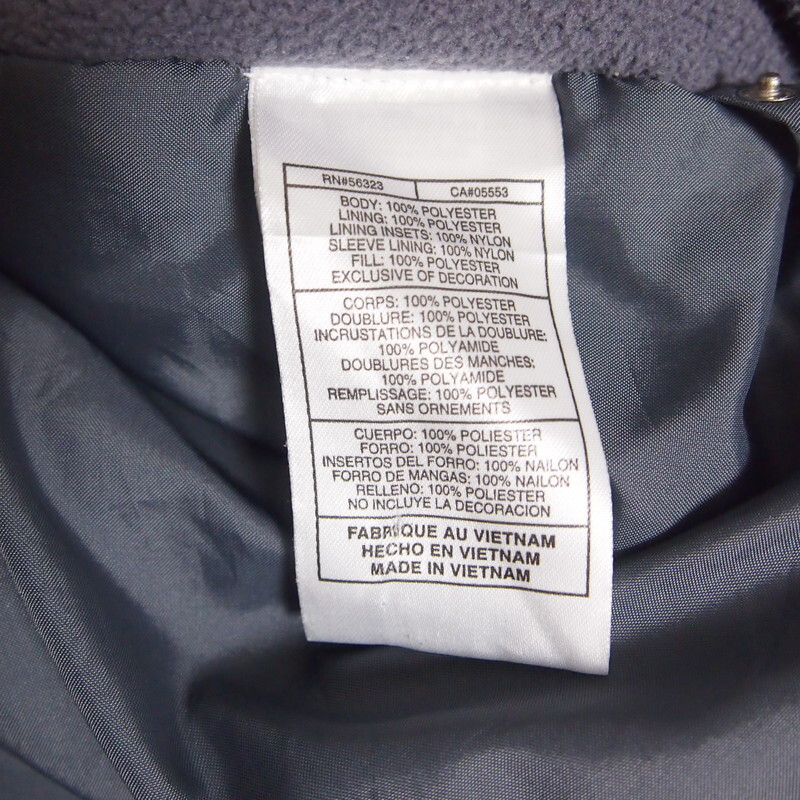 RN#56323 CA#05553
BODY: 100% POLYESTER
LINING: 100% POLYESTER
LINING INSETS: 100% NYLON
SLEEVE LINING: 100% NYLON
FILL: 100% POLYESTER
EXCLUSIVE OF DECORATION
CORPS: 100% POLYESTER
DOUBLURE: 100% POLYESTER
INCRUSTATIONS DE LA DOUBLURE:
100% POLYAMIDE
DOUBLURES DES MANCHES:
100% POLYAMIDE
REMPLISSAGE: 100% POLYESTER
SANS ORNEMENTS
CUERPO: 100% POLIESTER
FORRO: 100% POLIESTER
INSERTOS DEL FORRO: 100% NAILON
FORRO DE MANGAS: 100% NAILON
RELLENO: 100% POLIESTER
NO INCLUYE LA DECORACION
FABRIQUE AU VIETNAM
HECHO EN VIETNAM
MADE IN VIETNAM